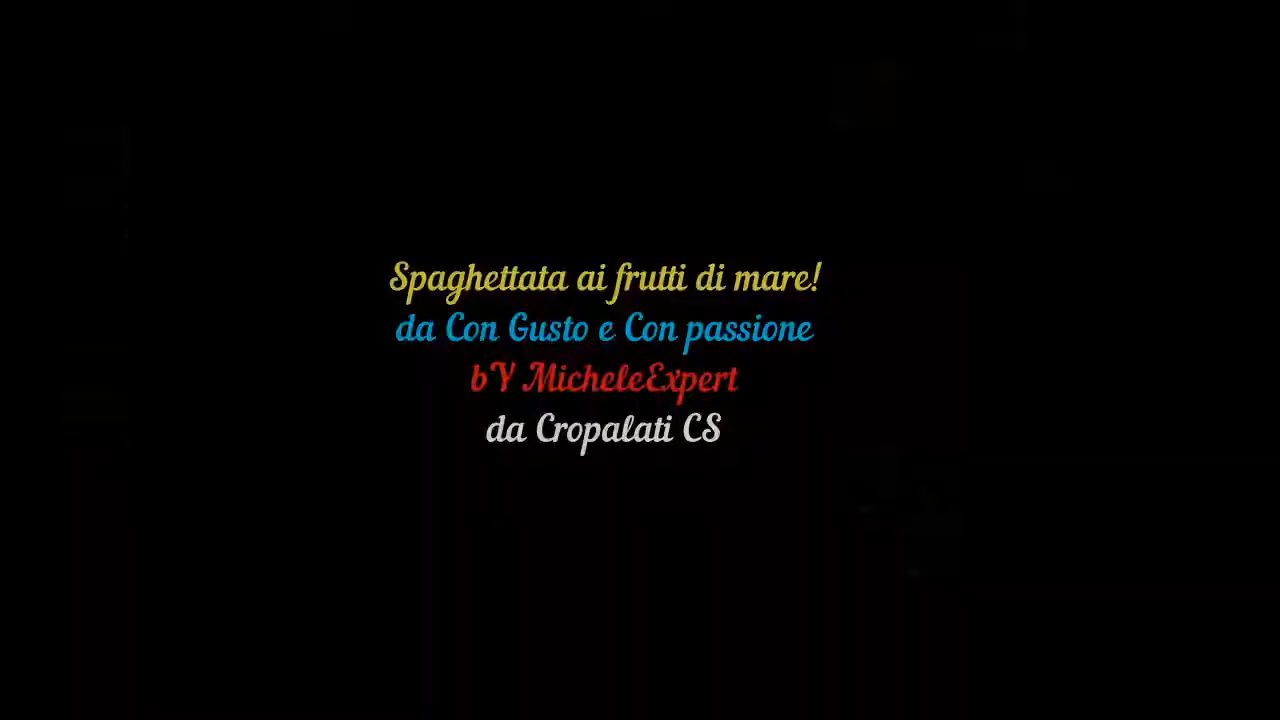 Spaghettata ai frutti di mare!
da Con Gusto e Con passione
bY MicheleExpert
da Cropalati CS